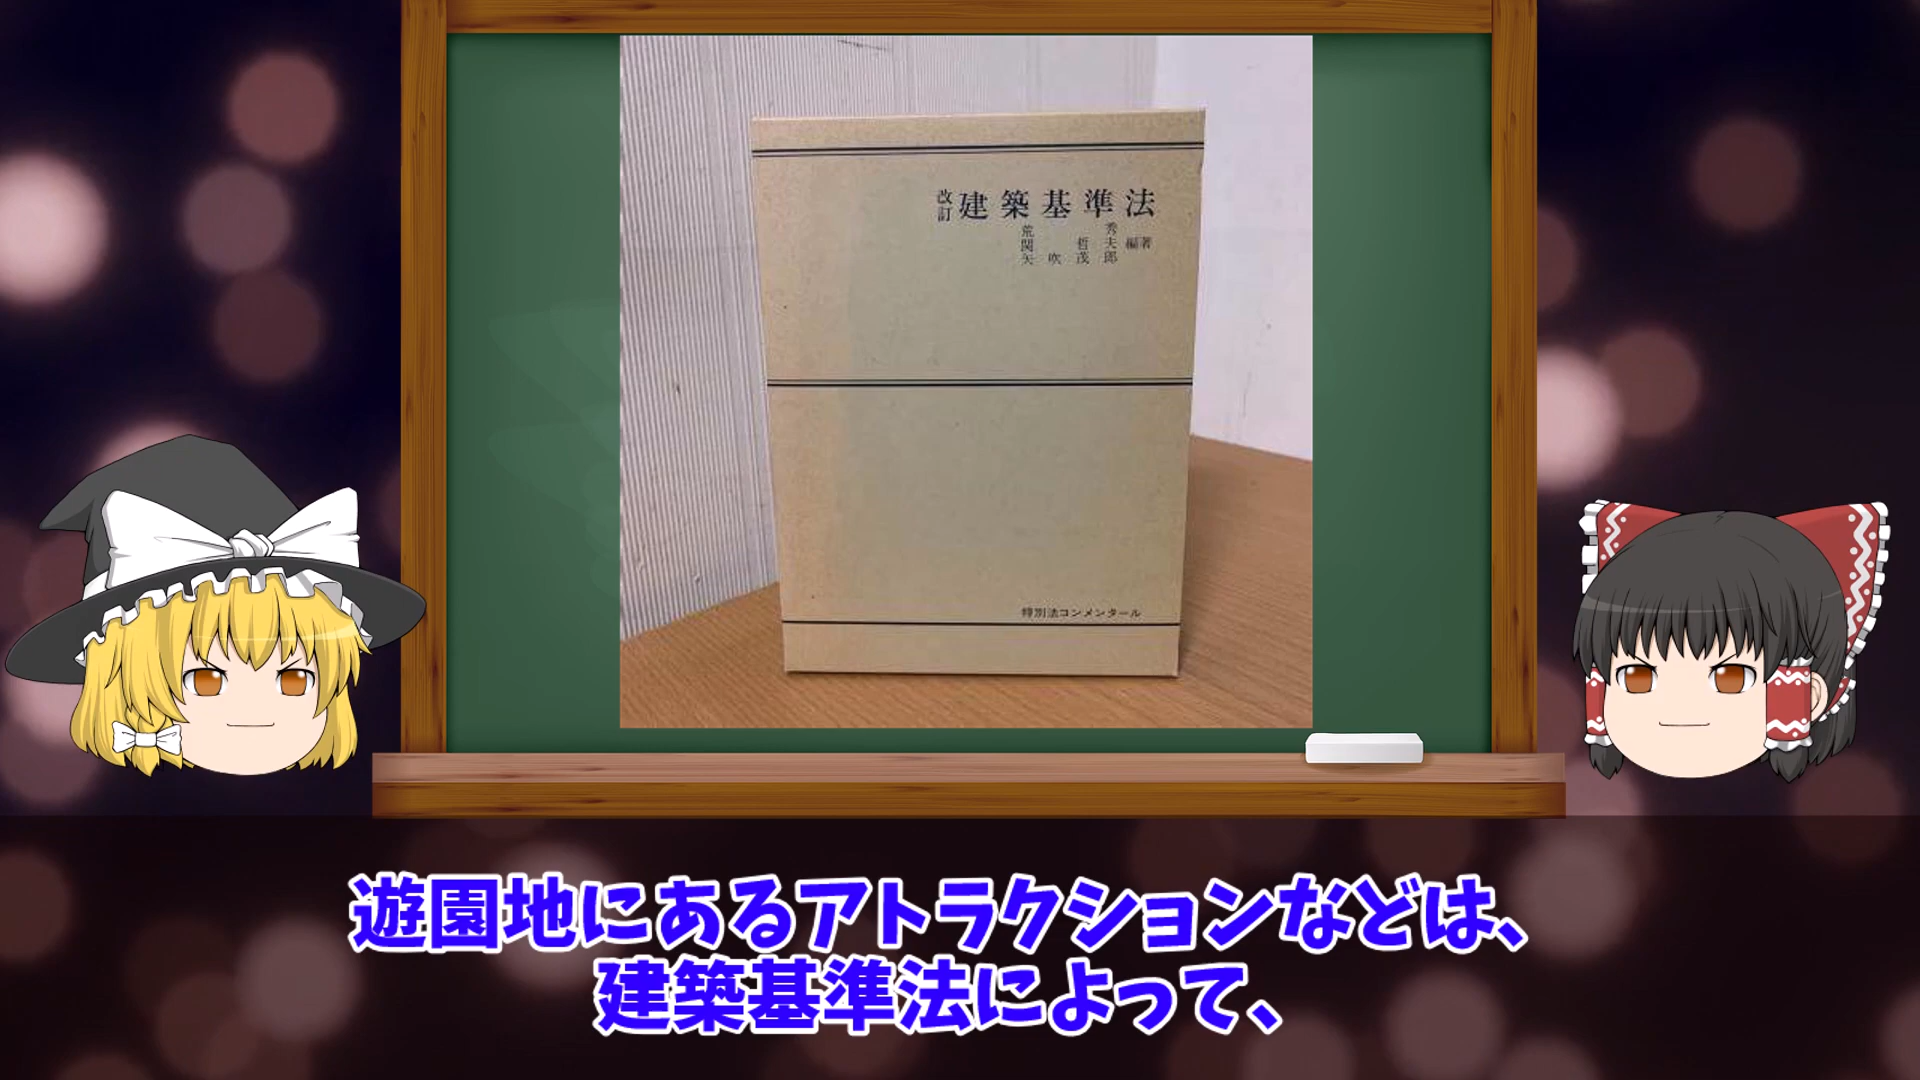 改訂 建築基準法
荒 秀
関 哲夫 編著
矢吹茂郎
特別法コンメンタール
遊園地にあるアトラクションなどは、
建築基準法によって、